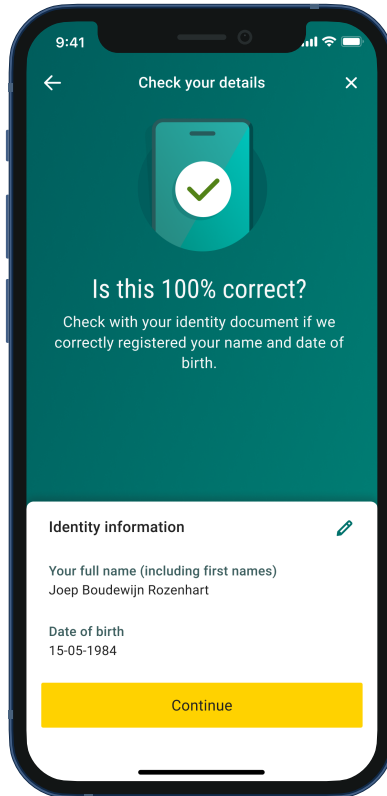 9:41
Check your details
Is this 100% correct?
Check with your identity document if we
correctly registered your name and date of
birth.
Identity information
Your full name (including first names)
Joep Boudewijn Rozenhart
Date of birth
15-05-1984
Continue